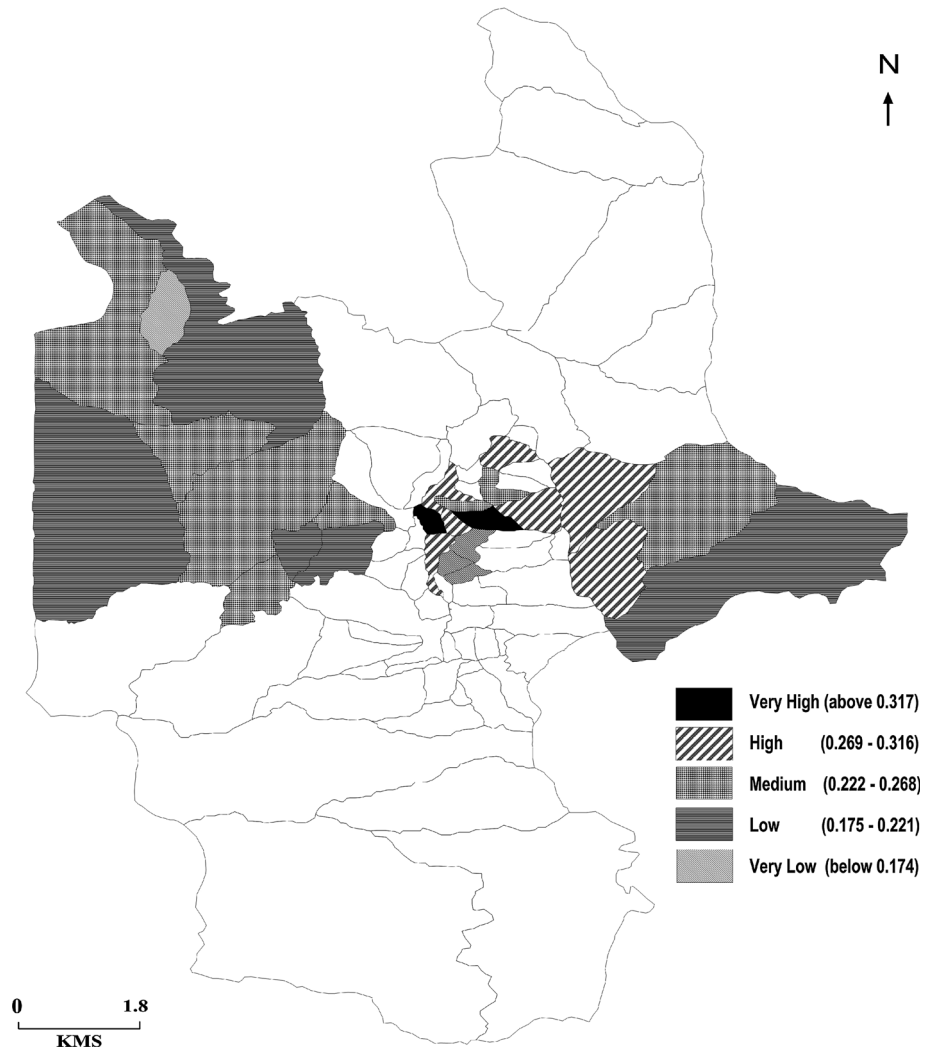 N
Very High (above 0.317)
High (0.269 - 0.316)
Medium (0.222 - 0.268)
Low (0.175 - 0.221)
Very Low (below 0.174)
0 1.8
KMS